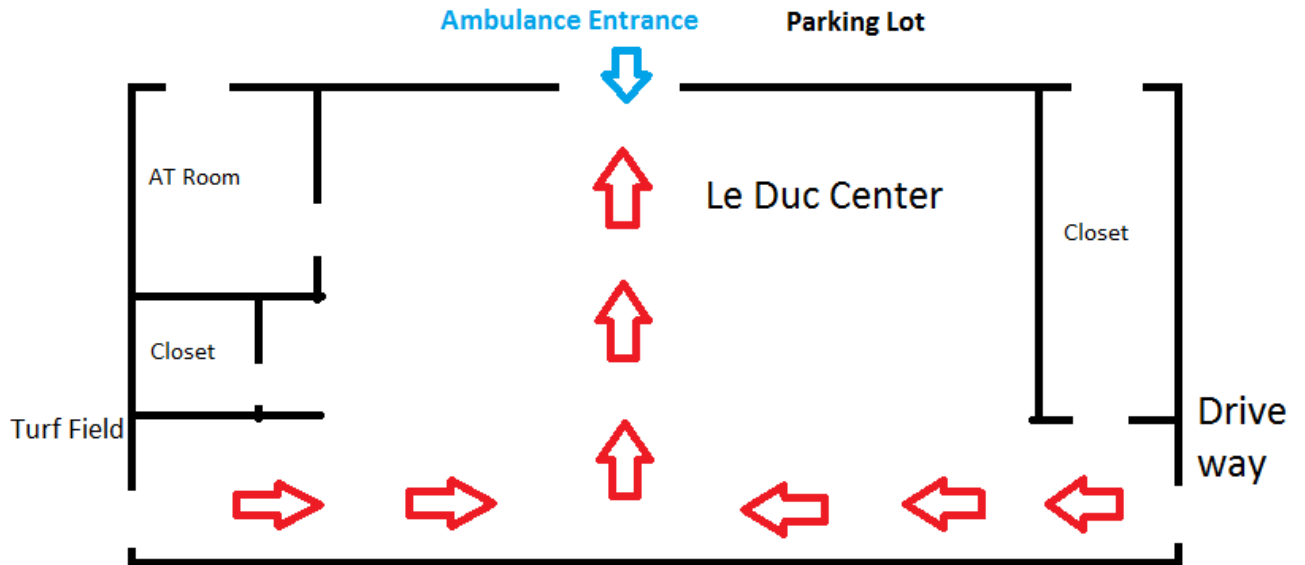 Ambulance Entrance
Parking Lot
AT Room
Le Duc Center
Closet
Closet
Turf Field
Drive
way